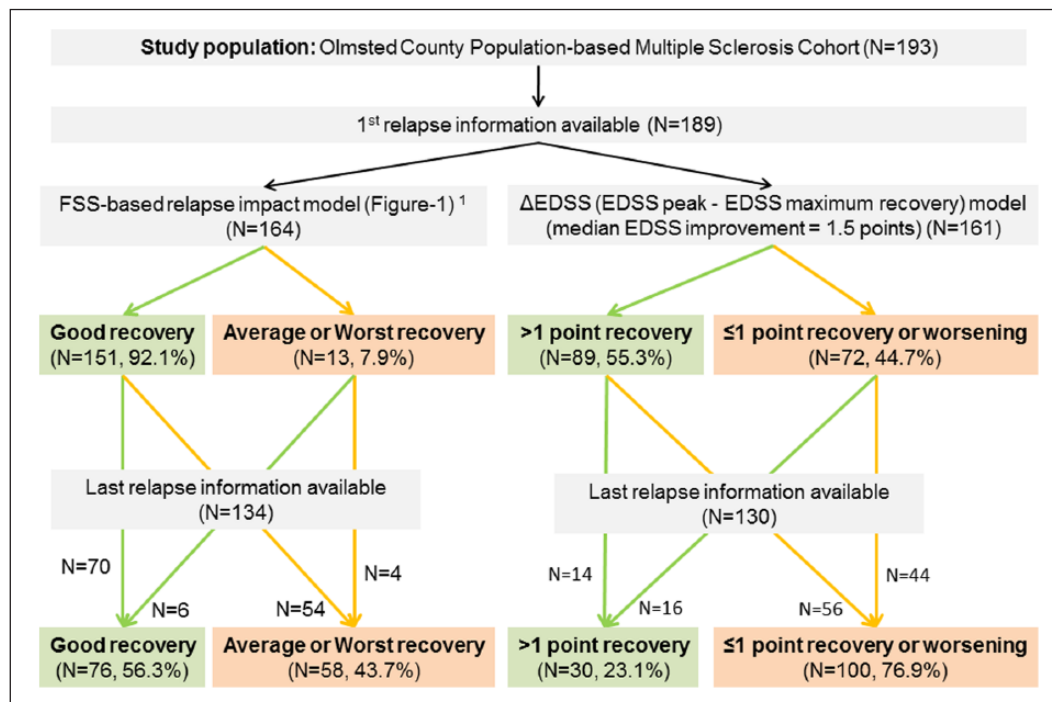 Study population: Olmsted County Population-based Multiple Sclerosis Cohort (N=193)
1st relapse information available (N=189)
FSS-based relapse impact model (Figure-1) 1
(N=164)
ΔEDSS (EDSS peak - EDSS maximum recovery) model
(median EDSS improvement = 1.5 points) (N=161)
Good recovery
(N=151, 92.1%)
Average or Worst recovery
(N=13, 7.9%)
>1 point recovery
(N=89, 55.3%)
≤1 point recovery or worsening
(N=72, 44.7%)
Last relapse information available
(N=134)
Last relapse information available
(N=130)
N=70
N=6
N=54
N=4
N=14
N=16
N=56
N=44
Good recovery
(N=76, 56.3%)
Average or Worst recovery
(N=58, 43.7%)
>1 point recovery
(N=30, 23.1%)
≤1 point recovery or worsening
(N=100, 76.9%)